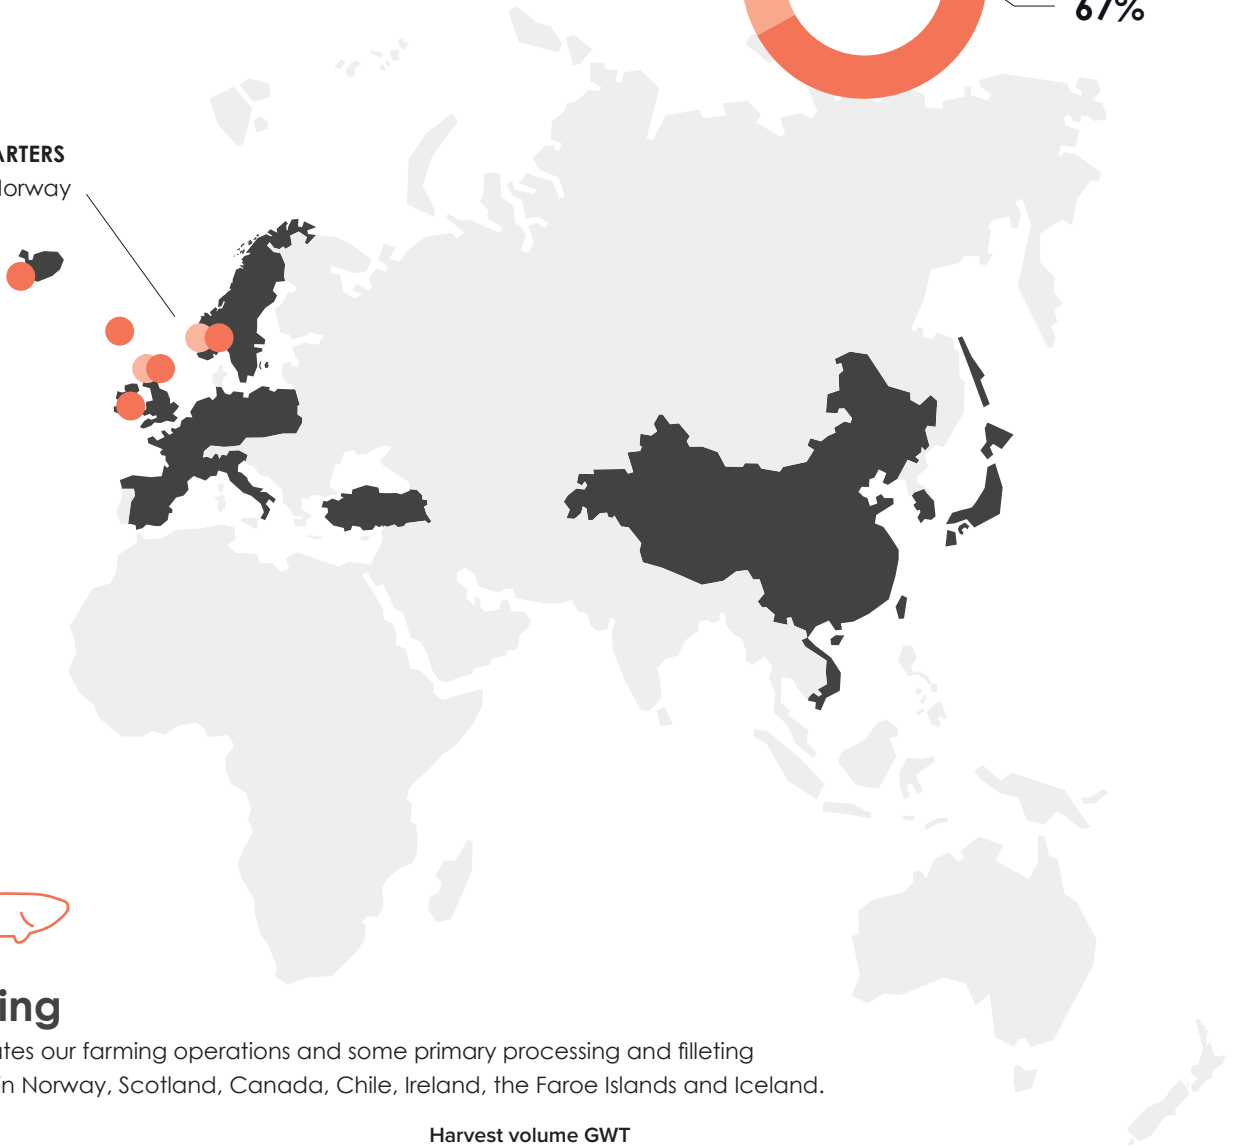 67%
ARTERS
Norway
ing
ates our farming operations and some primary processing and filleting
in Norway, Scotland, Canada, Chile, Ireland, the Faroe Islands and Iceland.
Harvest volume GWT